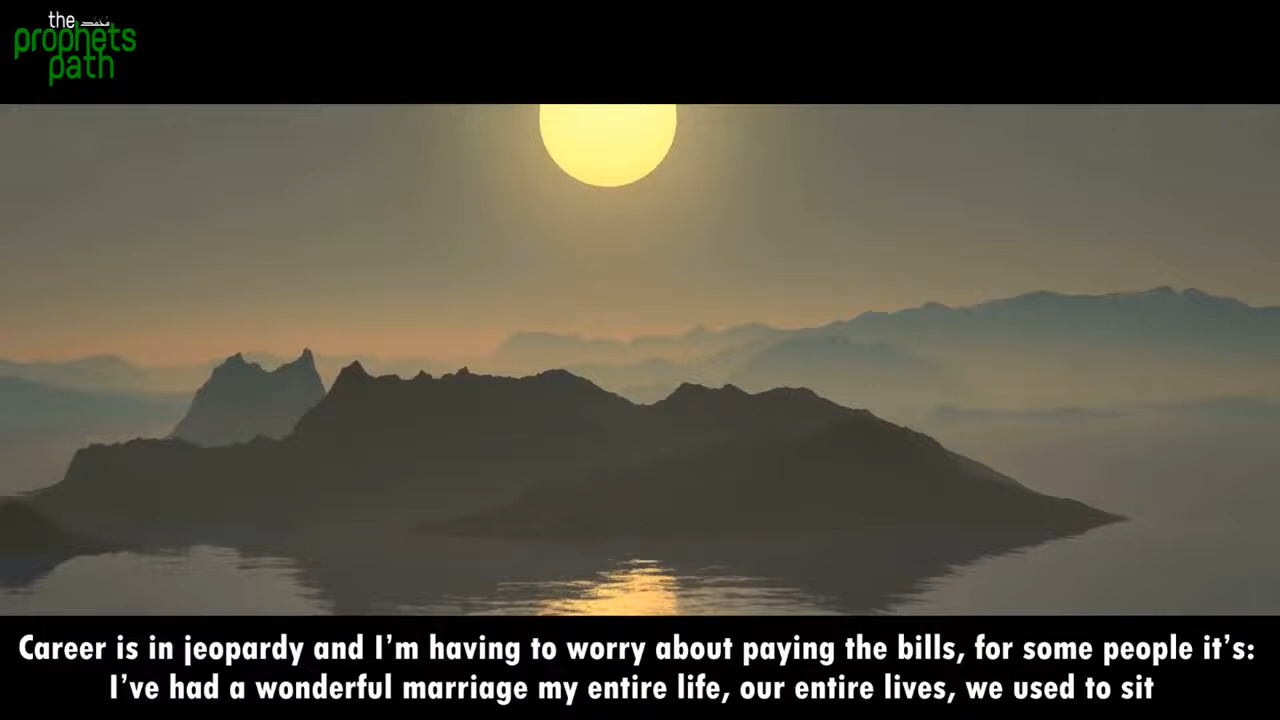 the
prophets
path
Career is in jeopardy and I'm having to worry about paying the bills, for some people it's:
I've had a wonderful marriage my entire life, our entire lives, we used to sit